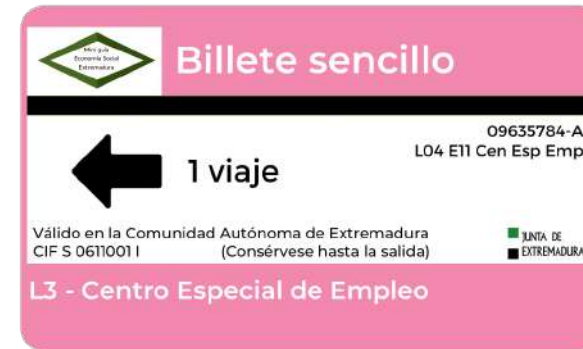 Mini guía
Economía Social
Extremadura
Billete sencillo
09635784-A
L04 E11 Cen Esp Emp
1 viaje
Válido en la Comunidad Autónoma de Extremadura
CIF S 0611001 I (Consérvese hasta la salida)
JUNTA DE
EXTREMADURA
L3 - Centro Especial de Empleo